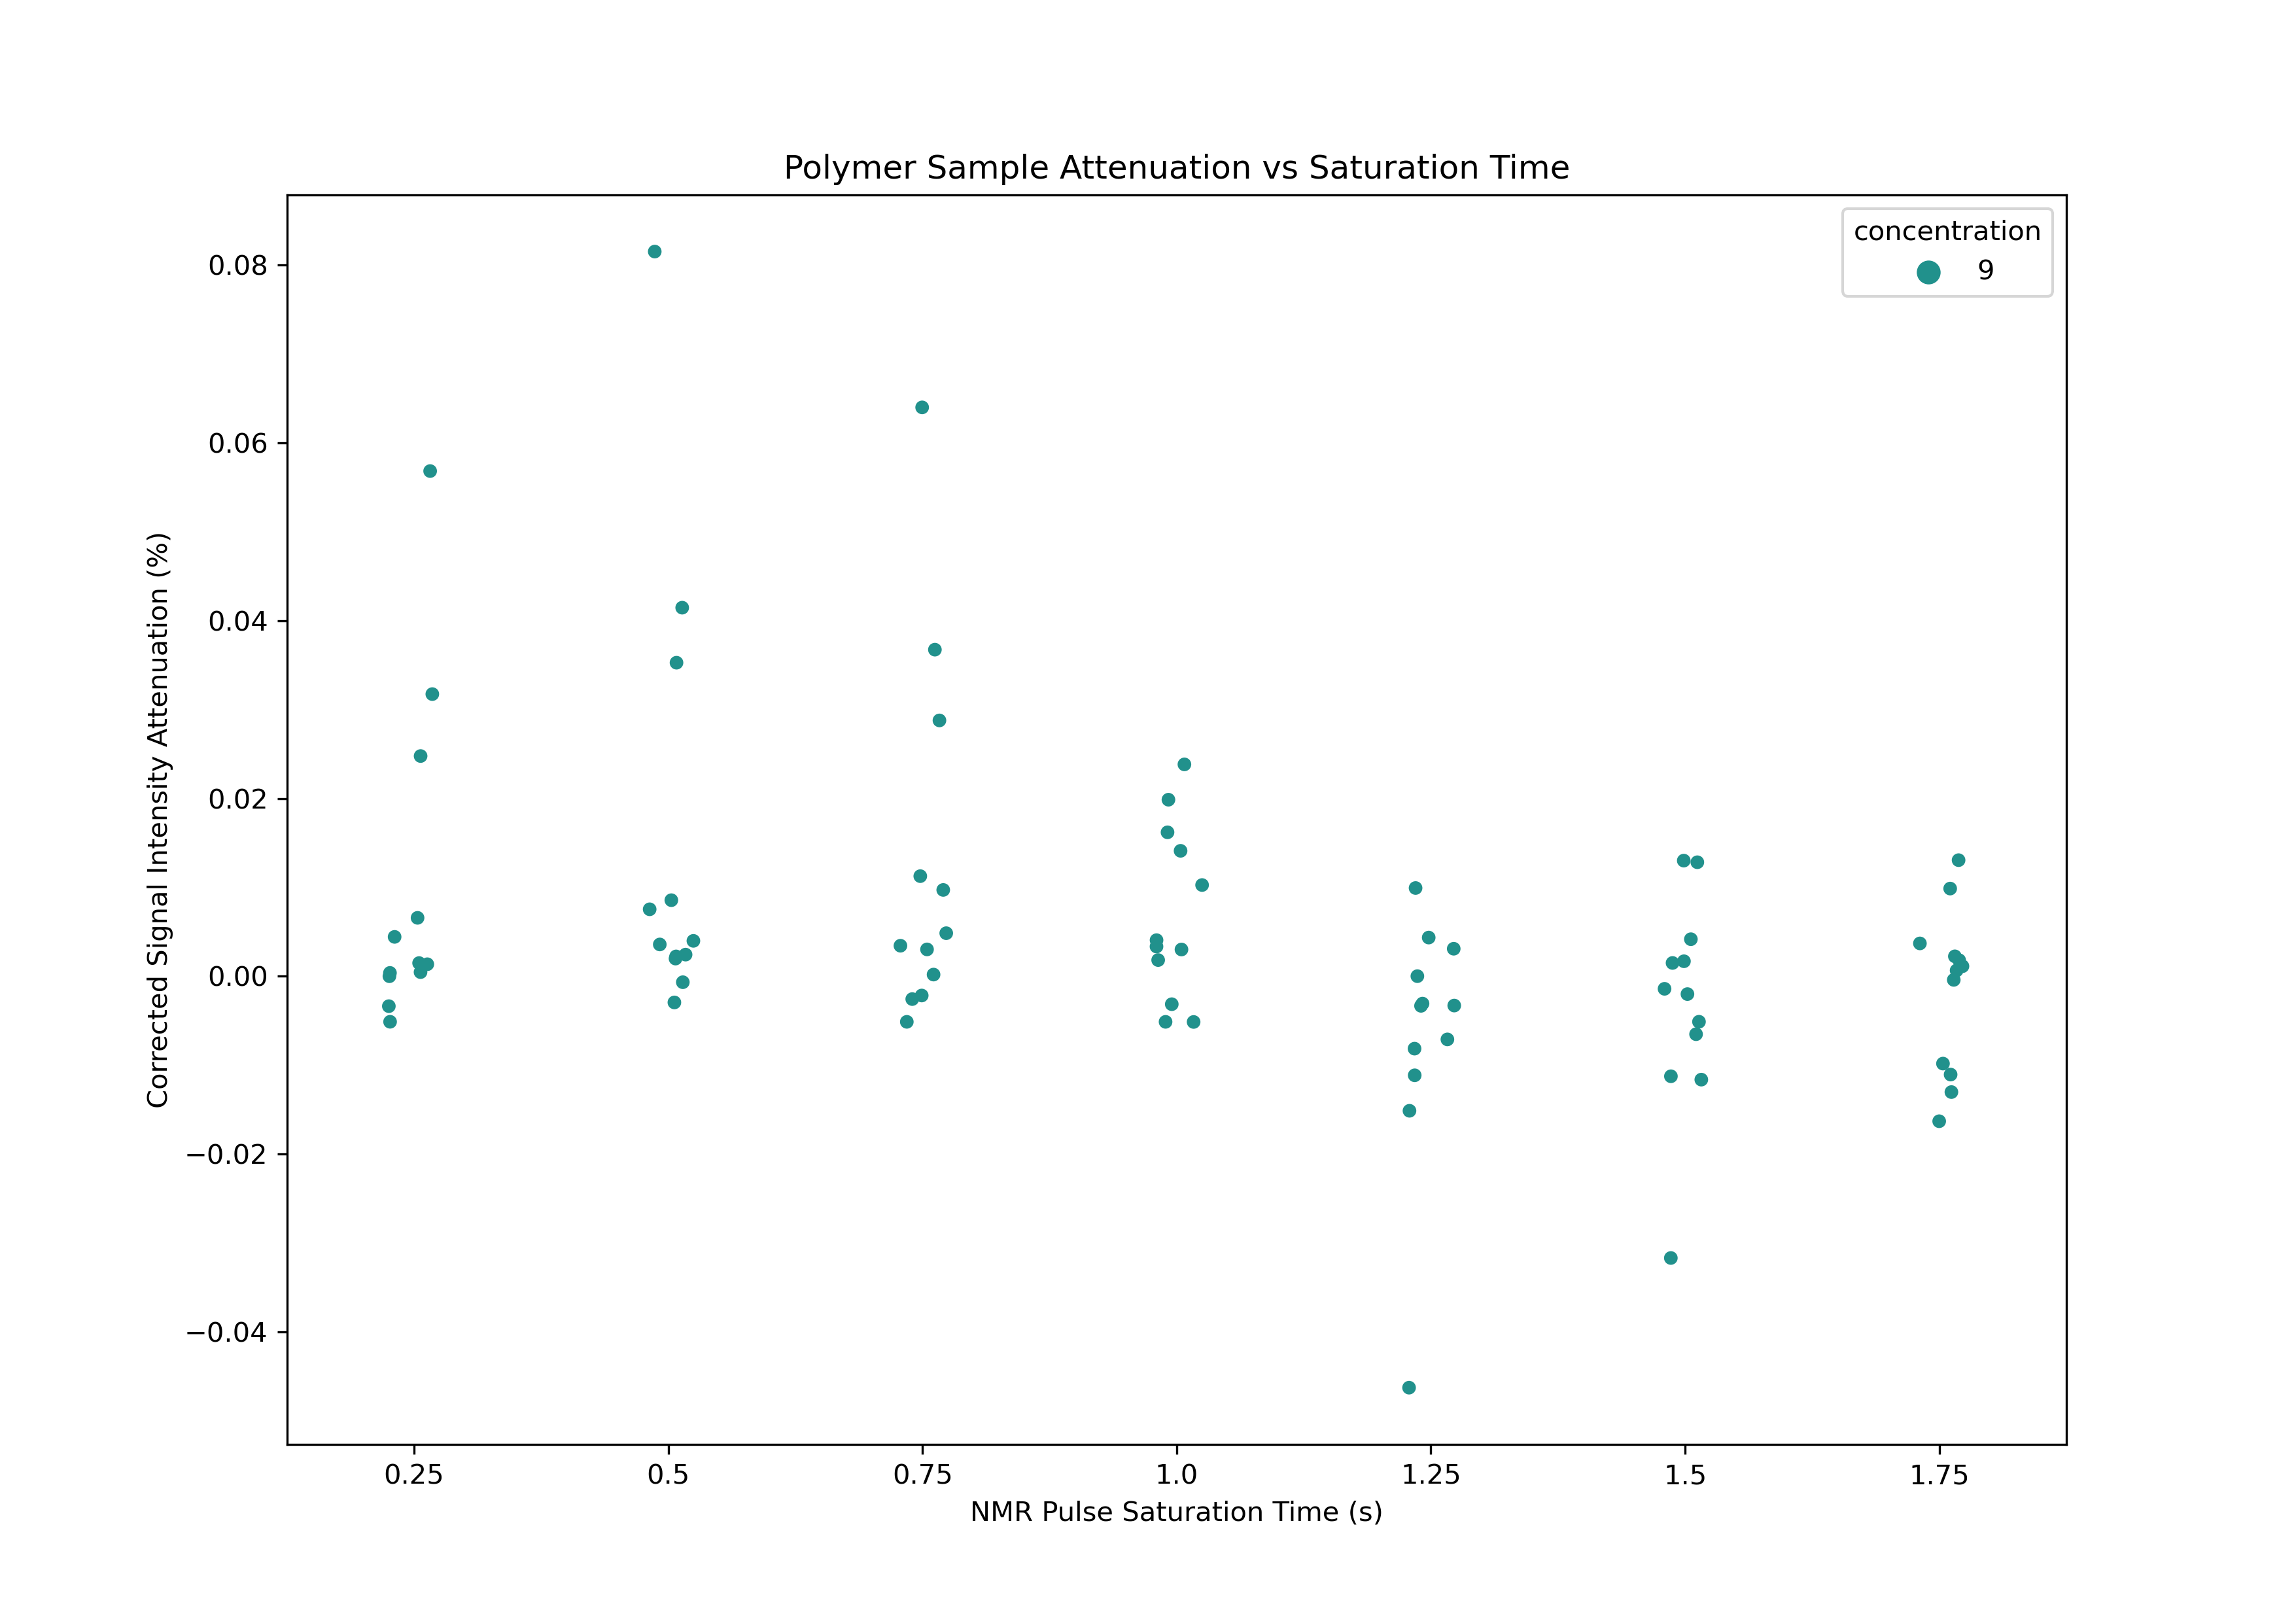 Polymer Sample Attenuation vs Saturation Time
concentration
9
0.08
0.06
0.04
0.02
0.00
−0.02
−0.04
Corrected Signal Intensity Attenuation (%)
0.25 0.5 0.75 1.0 1.25 1.5 1.75
NMR Pulse Saturation Time (s)